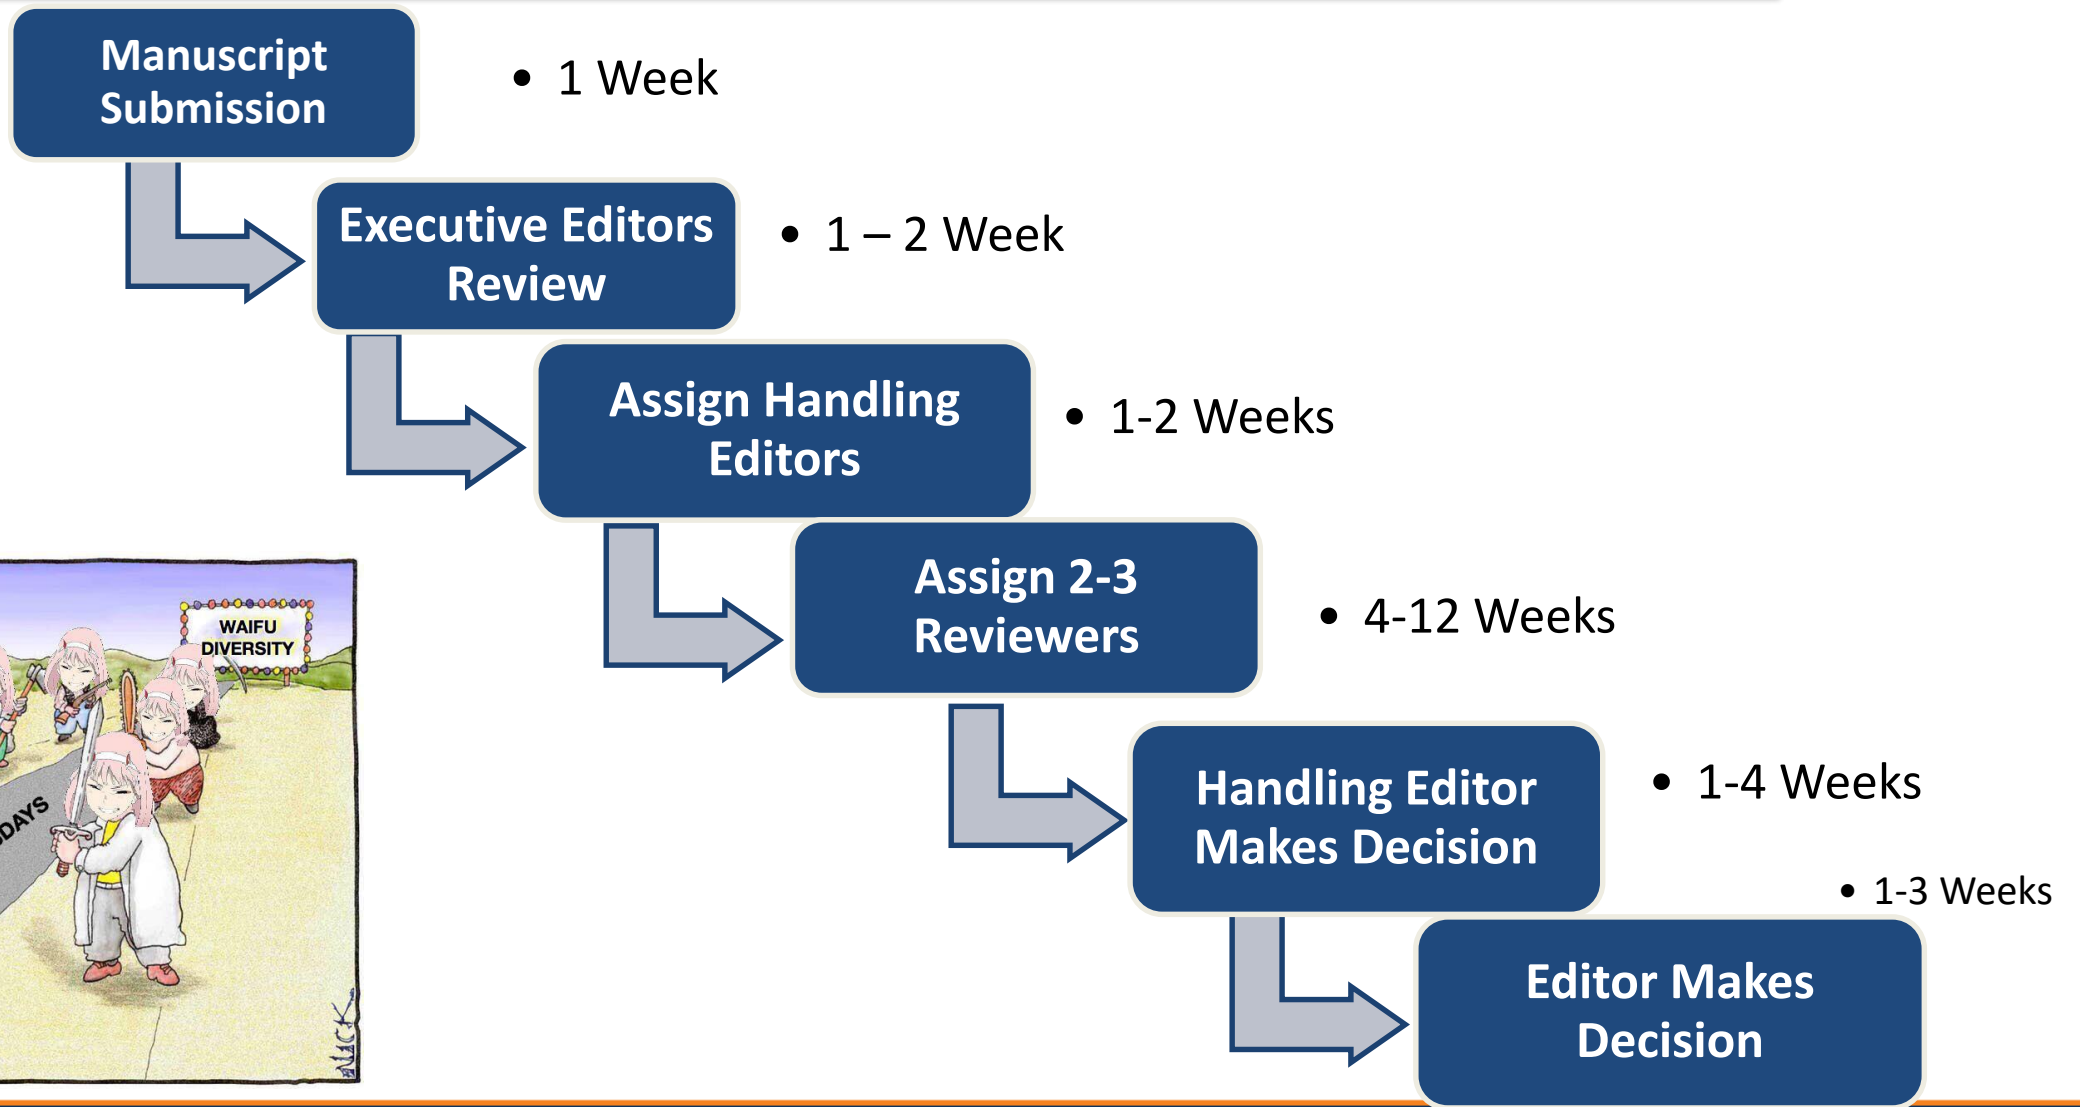 Manuscript
Submission
• 1 Week
Executive Editors
Review
• 1 – 2 Week
Assign Handling
Editors
• 1-2 Weeks
Assign 2-3
Reviewers
• 4-12 Weeks
Handling Editor
Makes Decision
• 1-4 Weeks
• 1-3 Weeks
Editor Makes
Decision
WAIFU
DIVERSITY
NICK